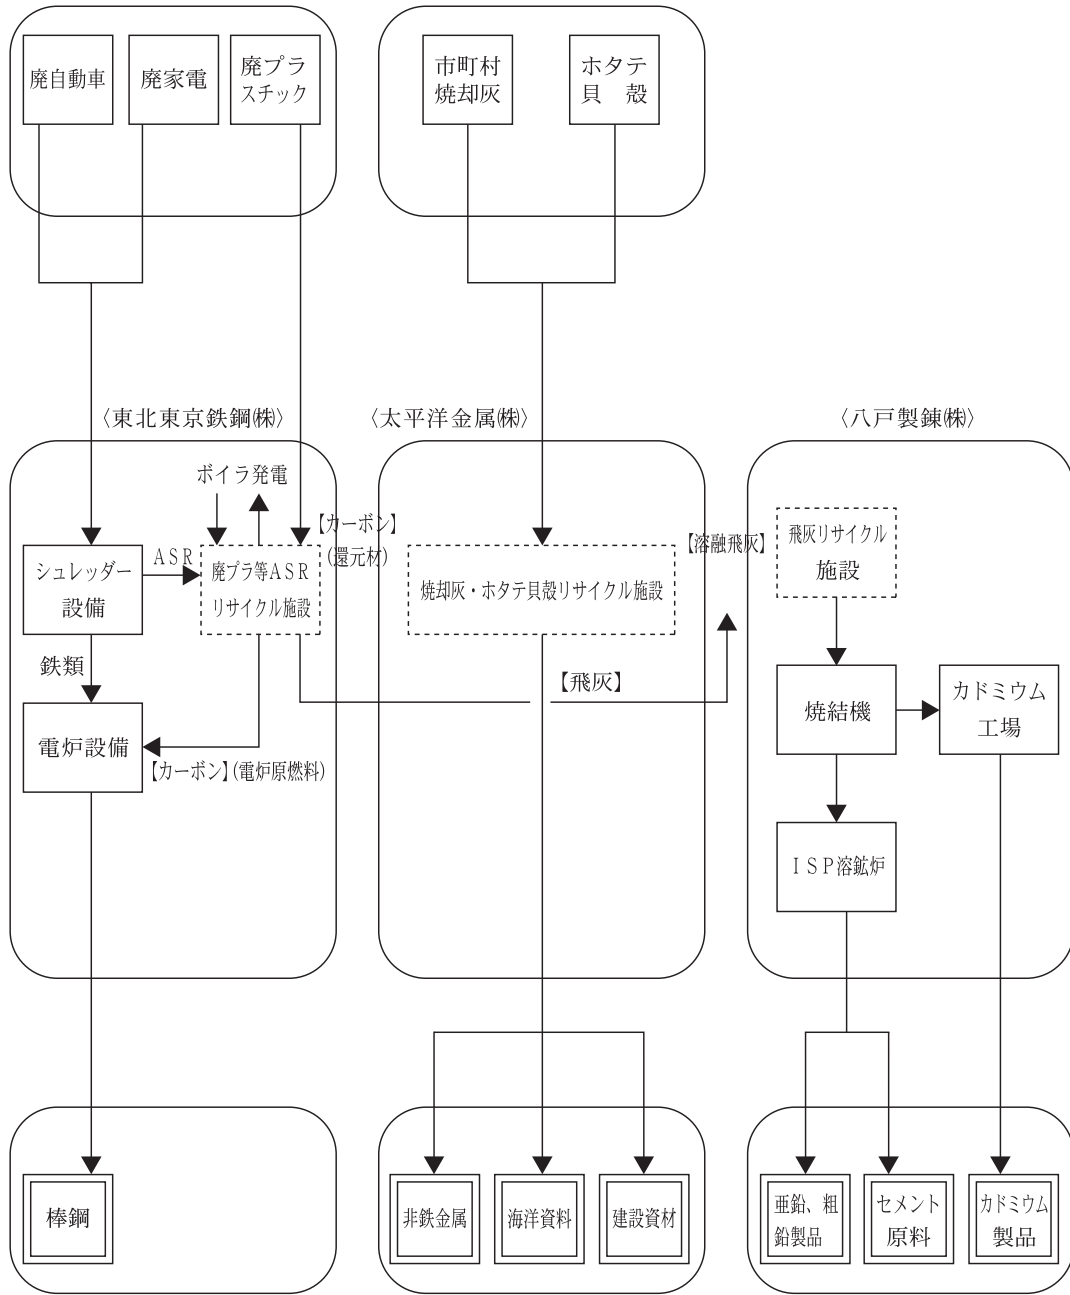 廃自動車
廃家電
廃プラ
スチック
市町村
焼却灰
ホタテ
貝　殻
〈東北東京鉄鋼㈱〉
〈太平洋金属㈱〉
〈八戸製錬㈱〉
ボイラ発電
【カーボン】
(還元材)
ASR
シュレッダー
設備
廃プラ等ASR
リサイクル施設
焼却灰・ホタテ貝殻リサイクル施設
【溶融飛灰】
飛灰リサイクル
施設
鉄類
【飛灰】
電炉設備
【カーボン】(電炉原燃料)
焼結機
カドミウム
工場
ISP溶鉱炉
棒鋼
非鉄金属
海洋資料
建設資材
亜鉛、粗
鉛製品
セメント
原料
カドミウム
製品